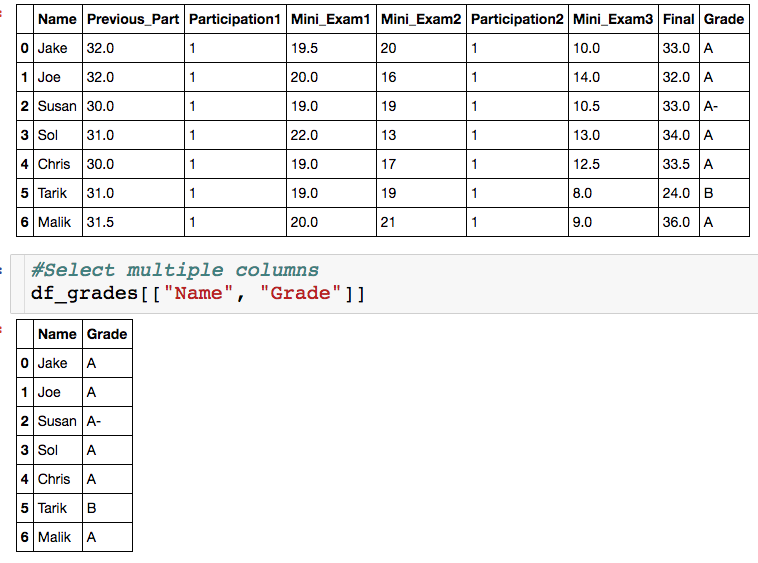 Name Previous_Part Participation1 Mini_Exam1 Mini_Exam2 Participation2 Mini_Exam3 Final Grade
0 Jake 32.0 1 19.5 20 1 10.0 33.0 A
1 Joe 32.0 1 20.0 16 1 14.0 32.0 A
2 Susan 30.0 1 19.0 19 1 10.5 33.0 A-
3 Sol 31.0 1 22.0 13 1 13.0 34.0 A
4 Chris 30.0 1 19.0 17 1 12.5 33.5 A
5 Tarik 31.0 1 19.0 19 1 8.0 24.0 B
6 Malik 31.5 1 20.0 21 1 9.0 36.0 A
#Select multiple columns
df_grades[["Name", "Grade"]]
Name Grade
0 Jake A
1 Joe A
2 Susan A-
3 Sol A
4 Chris A
5 Tarik B
6 Malik A